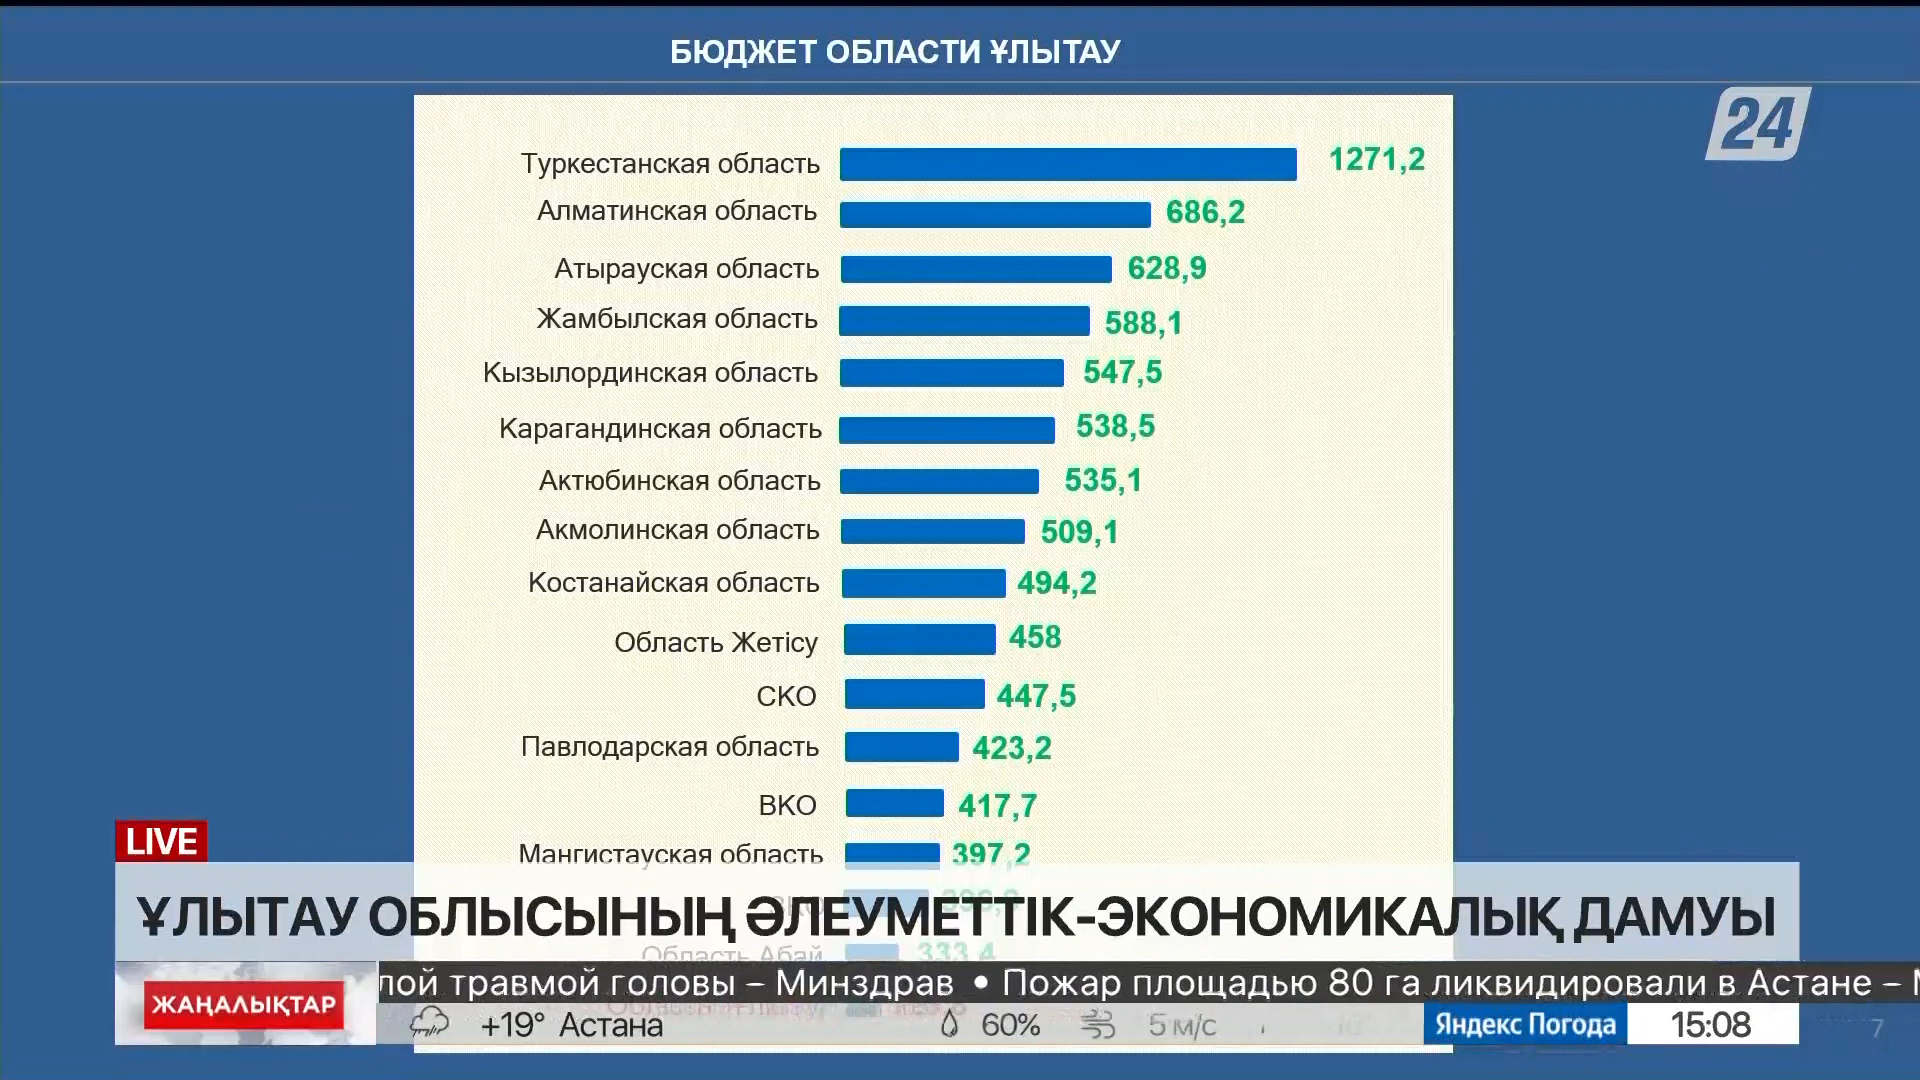 БЮДЖЕТ ОБЛАСТИ ҰЛЫТАУ
24
Туркестанская область 1271,2
Алматинская область 686,2
Атырауская область 628,9
Жамбылская область 588,1
Кызылординская область 547,5
Карагандинская область 538,5
Актюбинская область 535,1
Акмолинская область 509,1
Костанайская область 494,2
Область Жетісу 458
СКО 447,5
Павлодарская область 423,2
ВКО 417,7
Мангистауская область 397,2
LIVE
ҰЛЫТАУ ОБЛЫСЫНЫҢ ӘЛЕУМЕТТІК-ЭКОНОМИКАЛЫҚ ДАМУЫ
Область Абай 333,4
ЖАҢАЛЫҚТАР
лой травмой головы – Минздрав • Пожар площадью 80 га ликвидировали в Астане –
+19° Астана 60% 5 м/с
Яндекс Погода 15:08
7